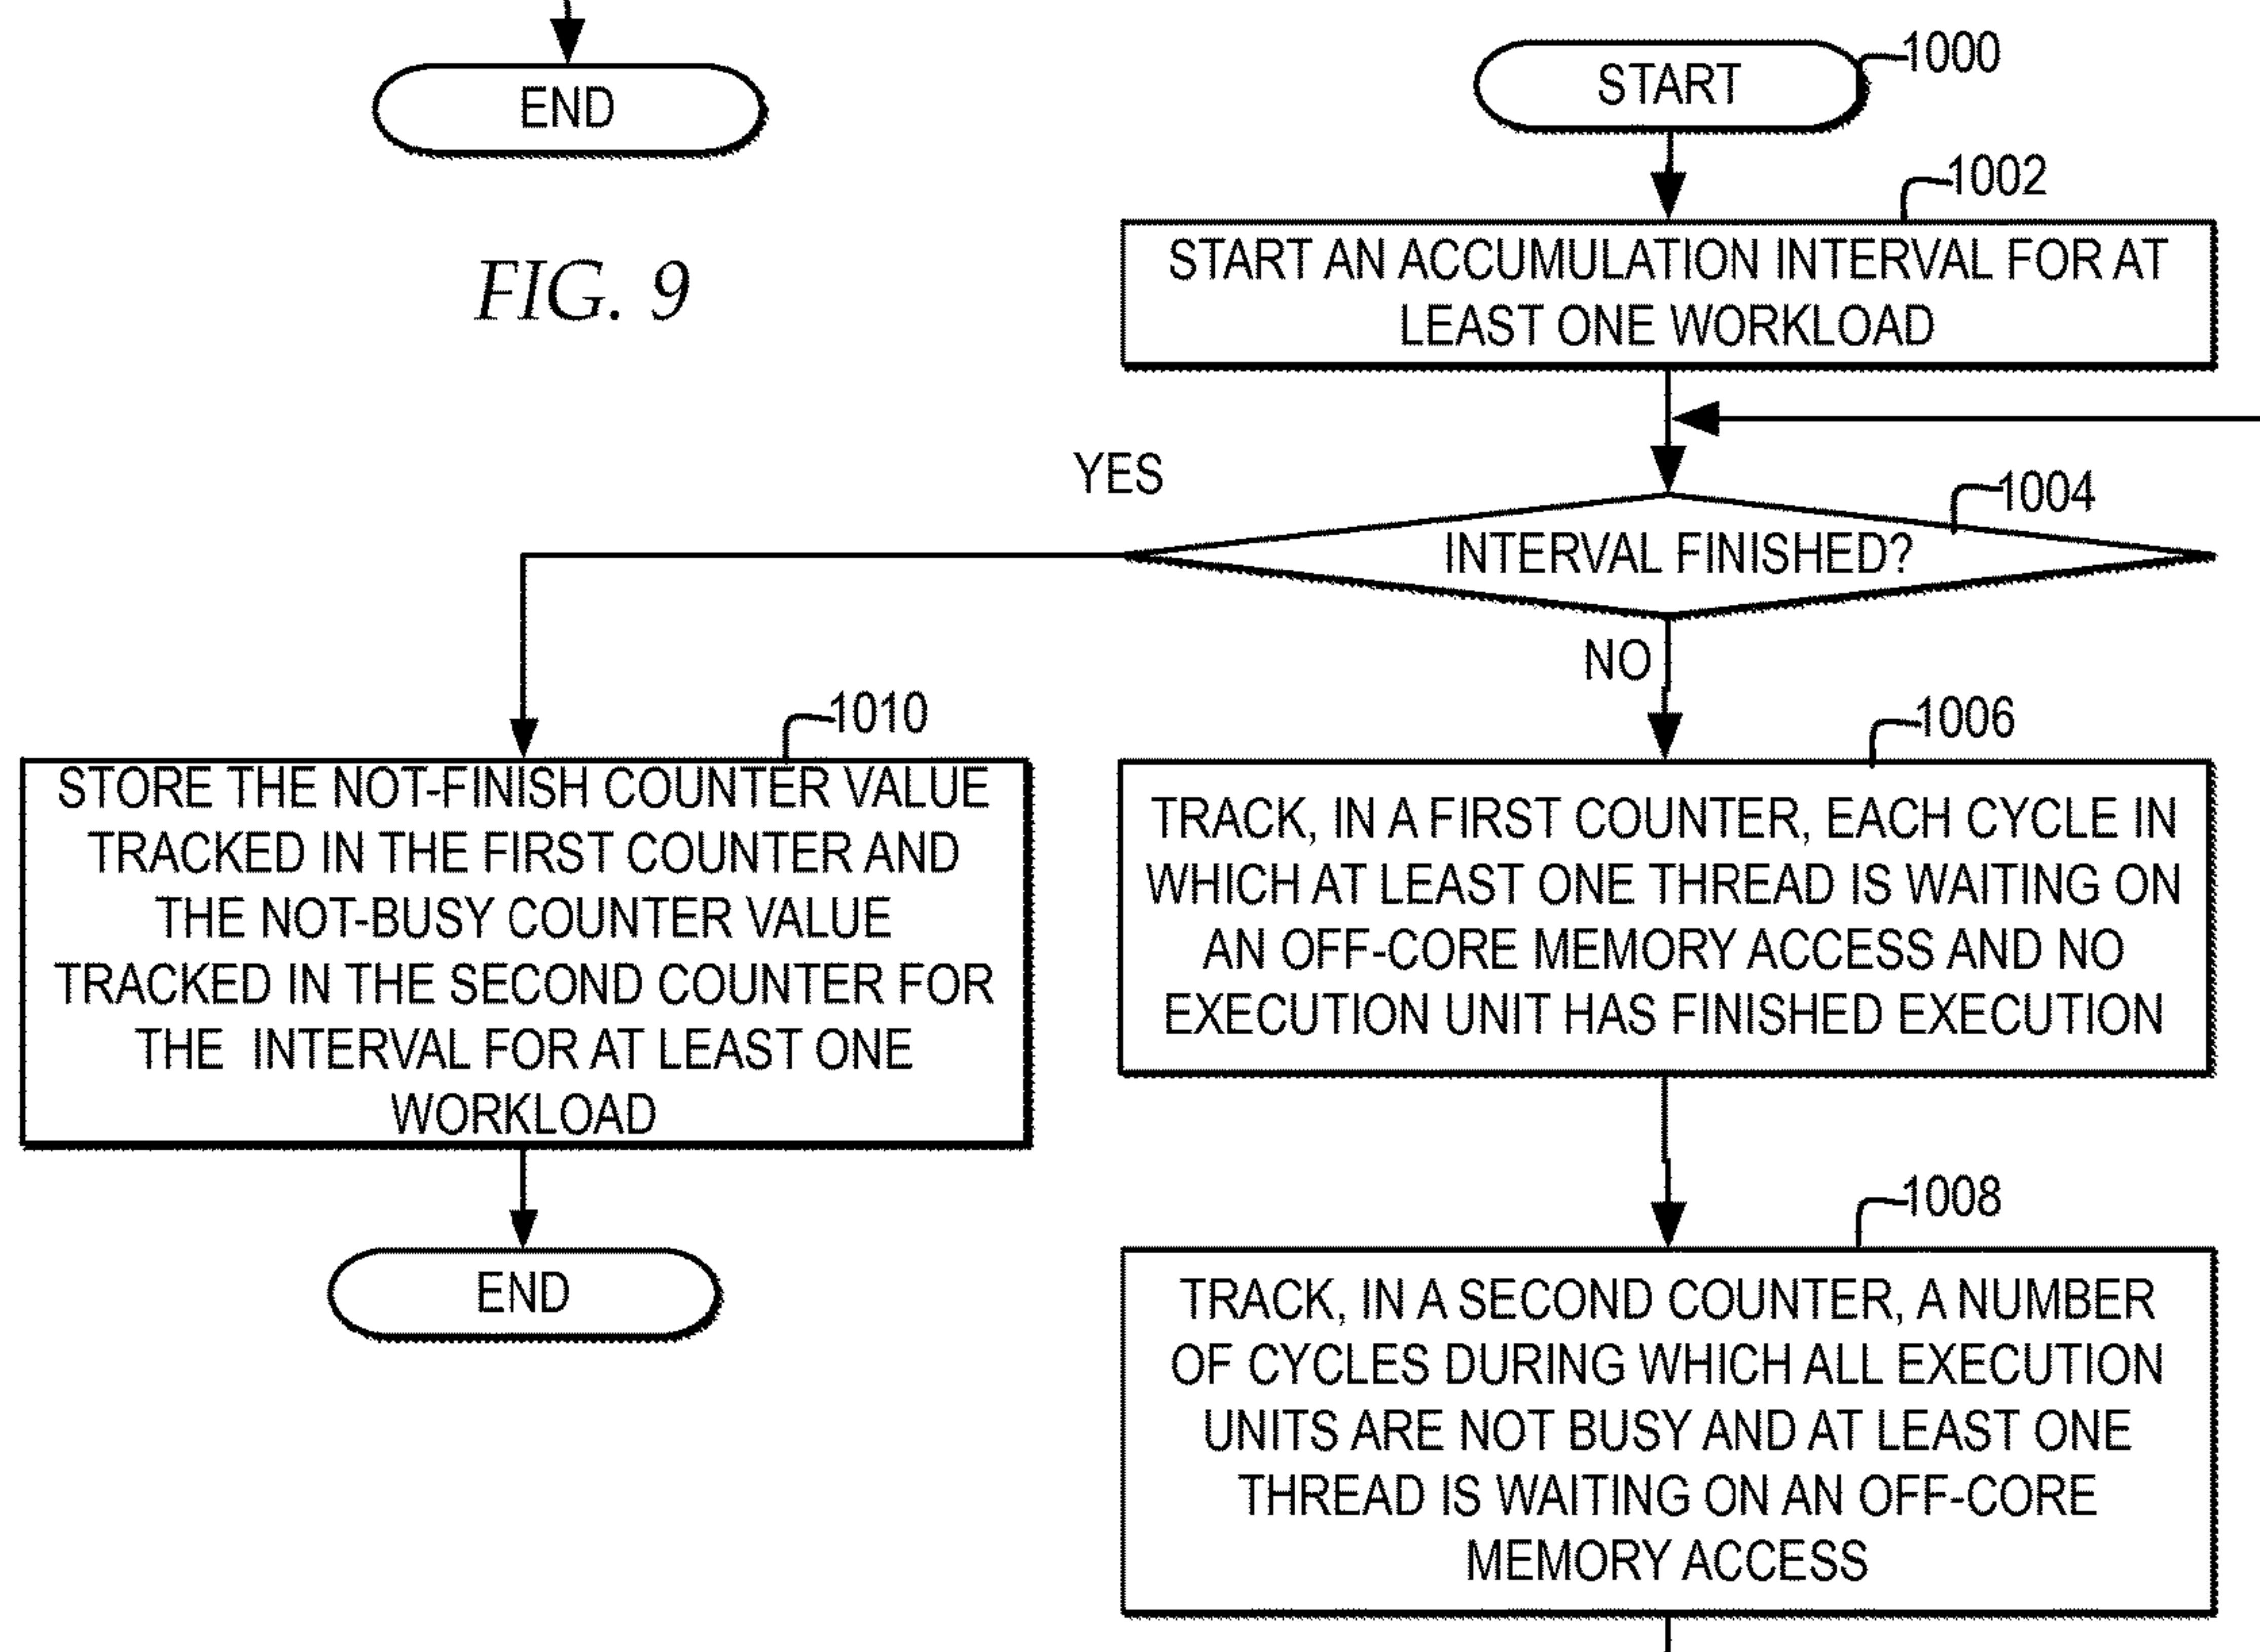 END
FIG. 9
START
1000
1002
START AN ACCUMULATION INTERVAL FOR AT
LEAST ONE WORKLOAD
YES
1004
INTERVAL FINISHED?
NO
1010
STORE THE NOT-FINISH COUNTER VALUE
TRACKED IN THE FIRST COUNTER AND
THE NOT-BUSY COUNTER VALUE
TRACKED IN THE SECOND COUNTER FOR
THE INTERVAL FOR AT LEAST ONE
WORKLOAD
END
1006
TRACK, IN A FIRST COUNTER, EACH CYCLE IN
WHICH AT LEAST ONE THREAD IS WAITING ON
AN OFF-CORE MEMORY ACCESS AND NO
EXECUTION UNIT HAS FINISHED EXECUTION
1008
TRACK, IN A SECOND COUNTER, A NUMBER
OF CYCLES DURING WHICH ALL EXECUTION
UNITS ARE NOT BUSY AND AT LEAST ONE
THREAD IS WAITING ON AN OFF-CORE
MEMORY ACCESS